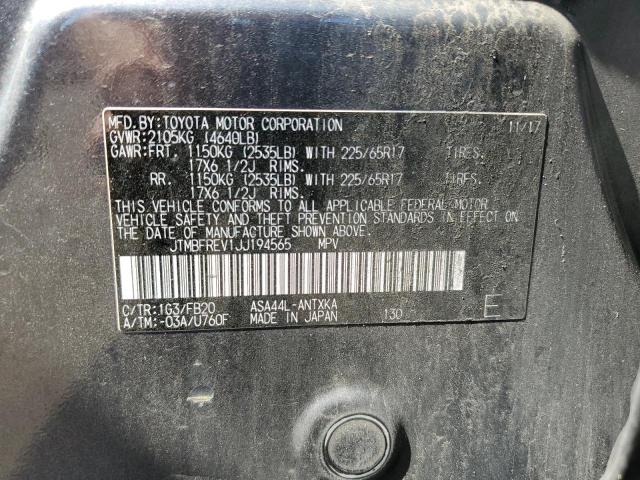 MFD.BY:TOYOTA MOTOR CORPORATION 11/17
GVWR:2105KG (4640LB)
GAWR:FRT. 1150KG (2535LB) WITH 225/65R17 TIRES.
17X6 1/2J RIMS.
RR. 1150KG (2535LB) WITH 225/65R17 TIRES.
17X6 1/2J RIMS.
THIS VEHICLE CONFORMS TO ALL APPLICABLE FEDERAL MOTOR
VEHICLE SAFETY AND THEFT PREVENTION STANDARDS IN EFFECT ON
THE DATE OF MANUFACTURE SHOWN ABOVE.
JTMBFREV1JJ194565 MPV
C/TR:1G3/FB20 ASA44L-ANTXKA
A/TM:-03A/U760F MADE IN JAPAN 130 E